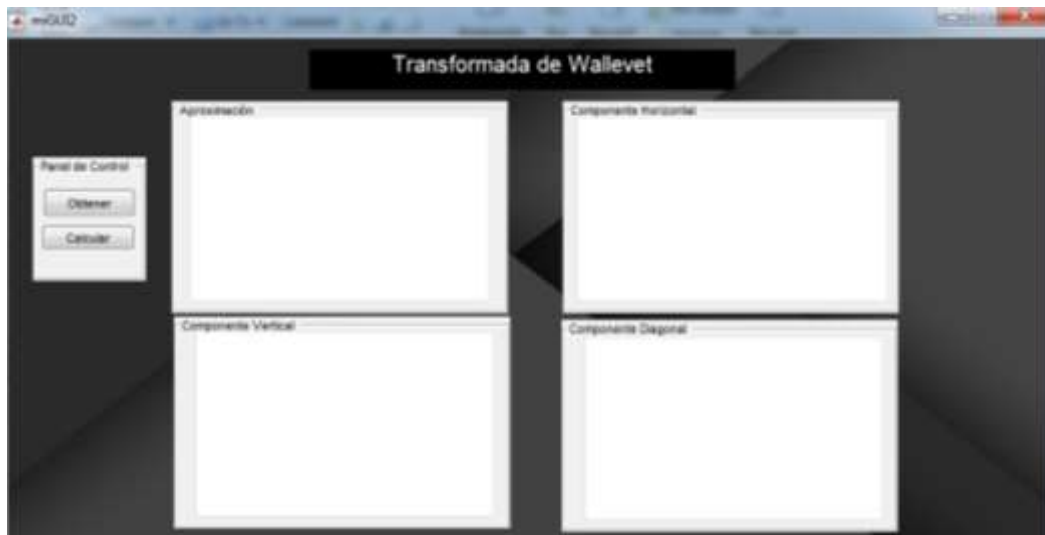 miGUI2
Transformada de Wallevet
Aproximación
Componente Horizontal
Panel de Control
Obtener
Calcular
Componente Vertical
Componente Diagonal